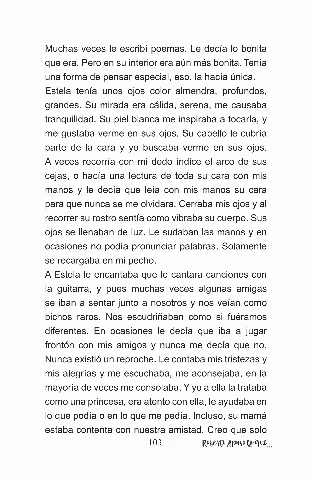 Muchas veces le escribí poemas. Le decía lo bonita
que era. Pero en su interior era aún más bonita. Tenía
una forma de pensar especial, eso, la hacía única.
Estela tenía unos ojos color almendra, profundos,
grandes. Su mirada era cálida, serena, me causaba
tranquilidad. Su piel blanca me inspiraba a tocarla, y
me gustaba verme en sus ojos. Su cabello le cubría
parte de la cara y yo buscaba verme en sus ojos.
A veces recorría con mi dedo índice el arco de sus
cejas, o hacía una lectura de toda su cara con mis
manos y le decía que leía con mis manos su cara
para que nunca se me olvidara. Cerraba mis ojos y al
recorrer su rostro sentía como vibraba su cuerpo. Sus
ojos se llenaban de luz. Le sudaban las manos y en
ocasiones no podía pronunciar palabras. Solamente
se recargaba en mi pecho.
A Estela le encantaba que le cantara canciones con
la guitarra, y pues muchas veces algunas amigas
se iban a sentar junto a nosotros y nos veían como
bichos raros. Nos escudriñaban como si fuéramos
diferentes. En ocasiones le decía que iba a jugar
frontón con mis amigos y nunca me decía que no.
Nunca existió un reproche. Le contaba mis tristezas y
mis alegrías y me escuchaba, me aconsejaba, en la
mayoría de veces me consolaba. Y yo a ella la trataba
como una princesa, era atento con ella, le ayudaba en
lo que podía o en lo que me pedía. Incluso, su mamá
estaba contenta con nuestra amistad. Creo que solo
103